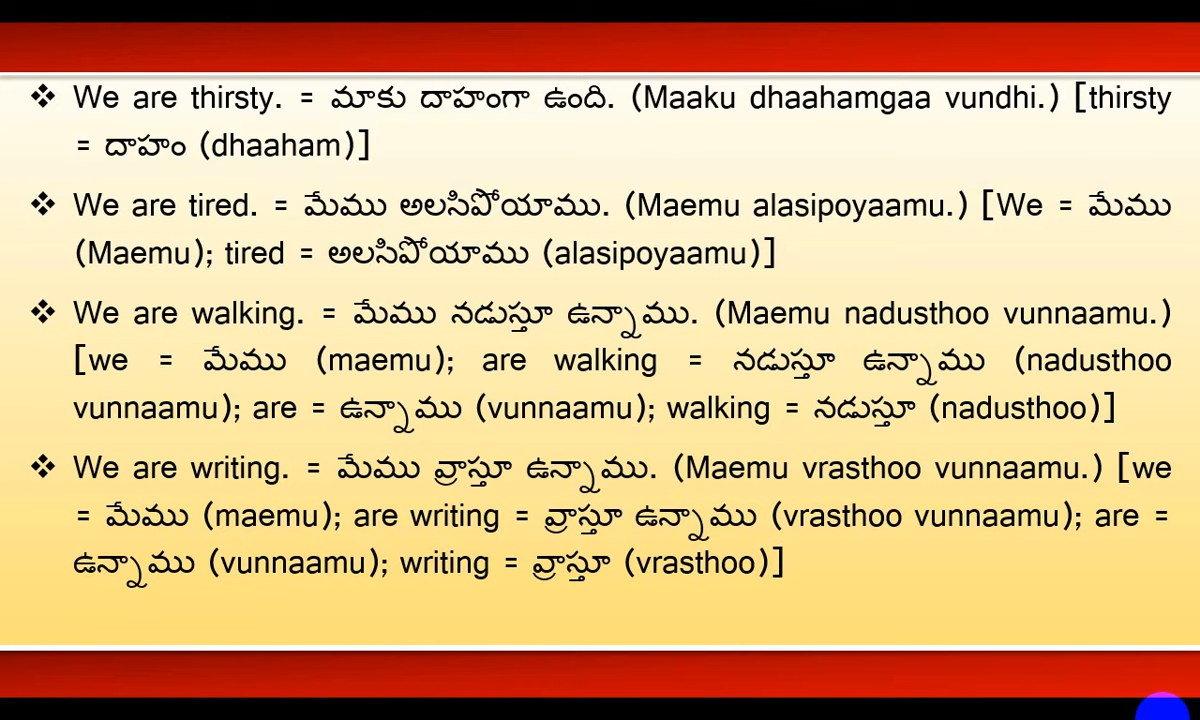 ❖ We are thirsty. = మాకు దాహంగా ఉంది. (Maaku dhaahamgaa vundhi.) [thirsty
= దాహం (dhaaham)]
❖ We are tired. = మేము అలసిపోయాము. (Maemu alasipoyaamu.) [We = మేము
(Maemu); tired = అలసిపోయాము (alasipoyaamu)]
❖ We are walking. = మేము నడుస్తూ ఉన్నాము. (Maemu nadusthoo vunnaamu.)
[we = మేము (maemu); are walking = నడుస్తూ ఉన్నాము (nadusthoo
vunnaamu); are = ఉన్నాము (vunnaamu); walking = నడుస్తూ (nadusthoo)]
❖ We are writing. = మేము వ్రాస్తూ ఉన్నాము. (Maemu vrasthoo vunnaamu.) [we
= మేము (maemu); are writing = వ్రాస్తూ ఉన్నాము (vrasthoo vunnaamu); are =
ఉన్నాము (vunnaamu); writing = వ్రాస్తూ (vrasthoo)]